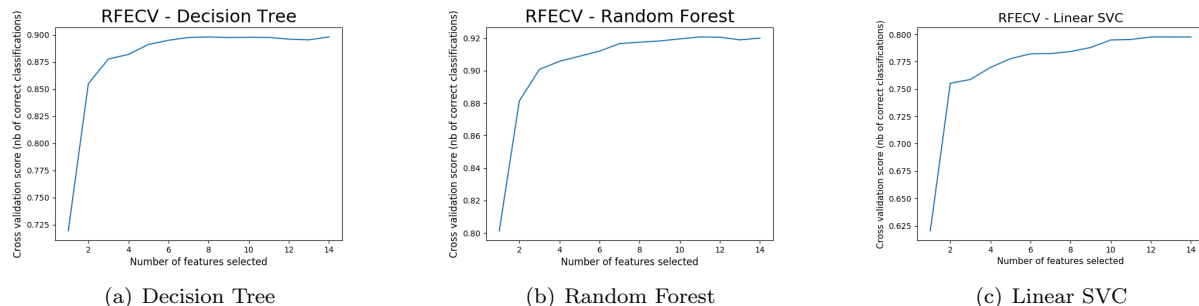 RFECV - Decision Tree
Cross validation score (nb of correct classifications)
0.900
0.875
0.850
0.825
0.800
0.775
0.750
0.725
2 4 6 8 10 12 14
Number of features selected
(a) Decision Tree
RFECV - Random Forest
Cross validation score (nb of correct classifications)
0.92
0.90
0.88
0.86
0.84
0.82
0.80
2 4 6 8 10 12 14
Number of features selected
(b) Random Forest
RFECV - Linear SVC
Cross validation score (nb of correct classifications)
0.800
0.775
0.750
0.725
0.700
0.675
0.650
0.625
2 4 6 8 10 12 14
Number of features selected
(c) Linear SVC